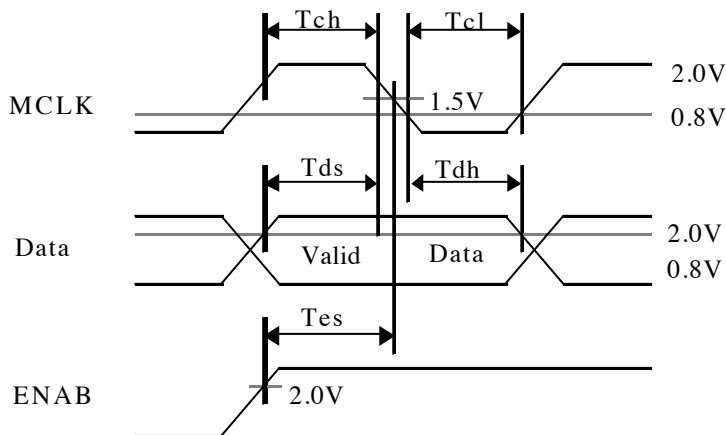 Tch Tcl
MCLK 2.0V
1.5V
0.8V
Tds Tdh
Data Valid Data 2.0V
0.8V
Tes
ENAB 2.0V